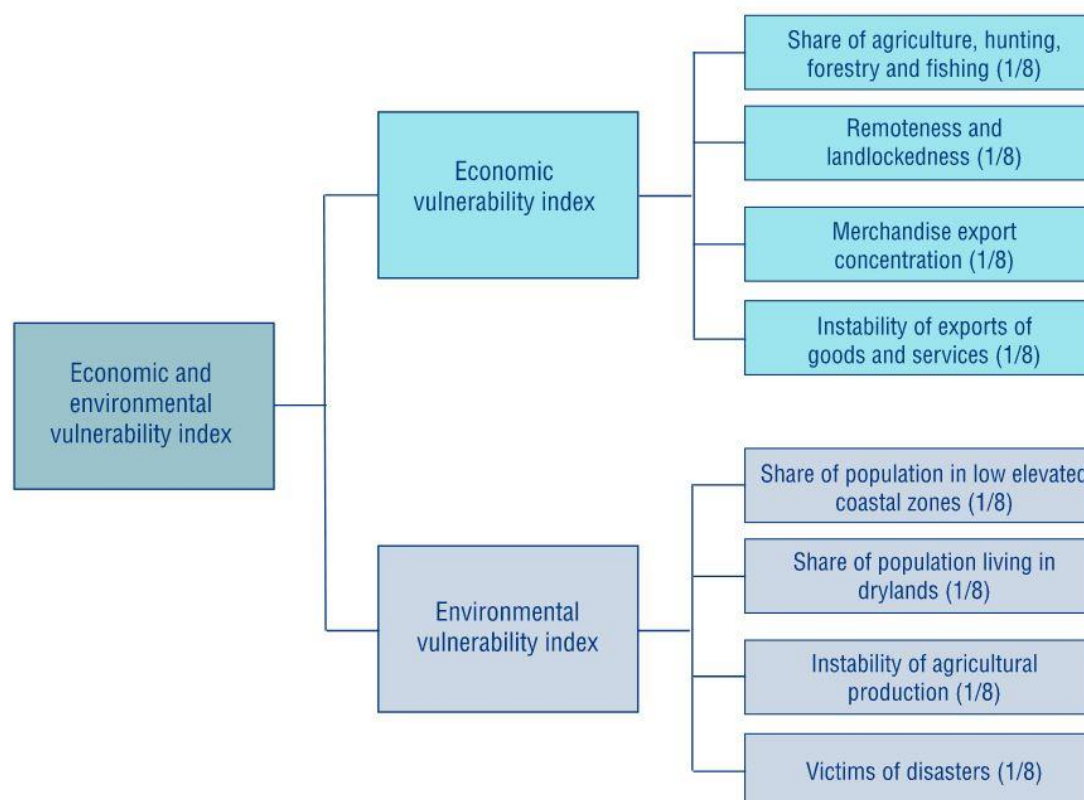 Economic and
environmental
vulnerability index
Economic
vulnerability index
Share of agriculture, hunting,
forestry and fishing (1/8)
Remoteness and
landlockedness (1/8)
Merchandise export
concentration (1/8)
Instability of exports of
goods and services (1/8)
Environmental
vulnerability index
Share of population in low elevated
coastal zones (1/8)
Share of population living in
drylands (1/8)
Instability of agricultural
production (1/8)
Victims of disasters (1/8)